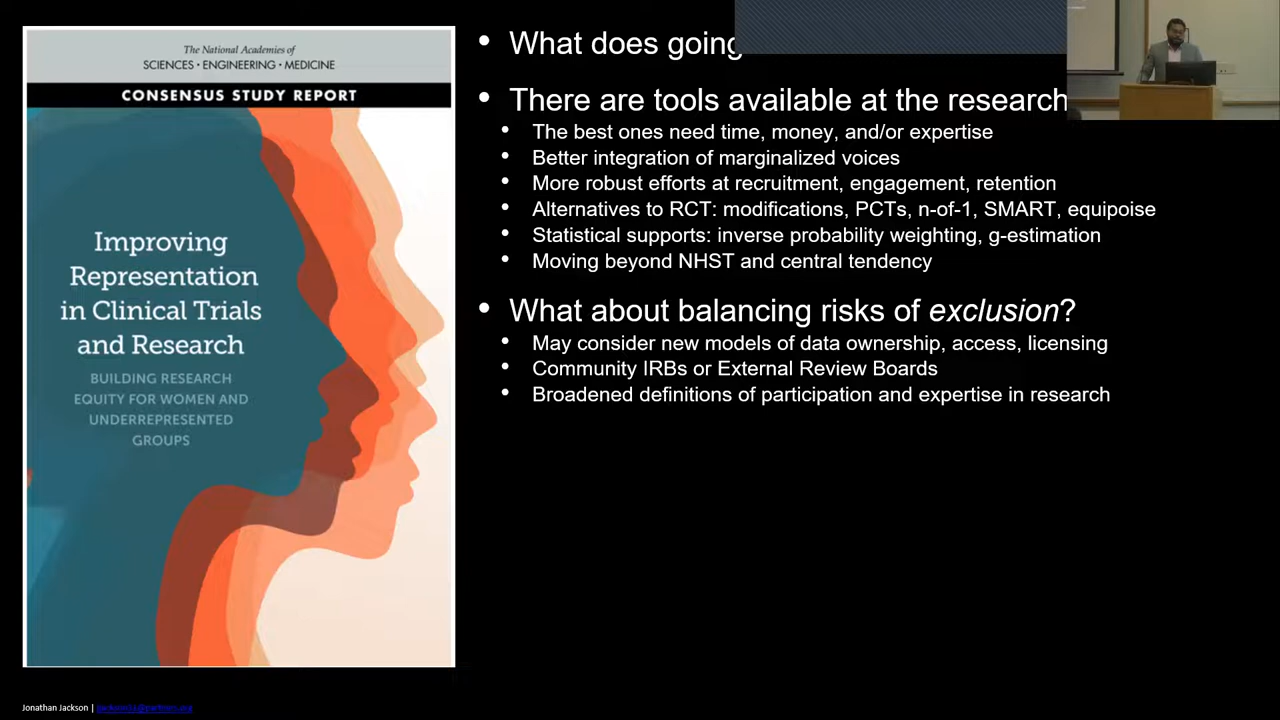 The National Academies of
SCIENCES • ENGINEERING • MEDICINE
CONSENSUS STUDY REPORT
Improving
Representation
in Clinical Trials
and Research
BUILDING RESEARCH
EQUITY FOR WOMEN AND
UNDERREPRESENTED
GROUPS
• What does going
• There are tools available at the research
• The best ones need time, money, and/or expertise
• Better integration of marginalized voices
• More robust efforts at recruitment, engagement, retention
• Alternatives to RCT: modifications, PCTs, n-of-1, SMART, equipoise
• Statistical supports: inverse probability weighting, g-estimation
• Moving beyond NHST and central tendency
• What about balancing risks of exclusion?
• May consider new models of data ownership, access, licensing
• Community IRBs or External Review Boards
• Broadened definitions of participation and expertise in research
Jonathan Jackson |